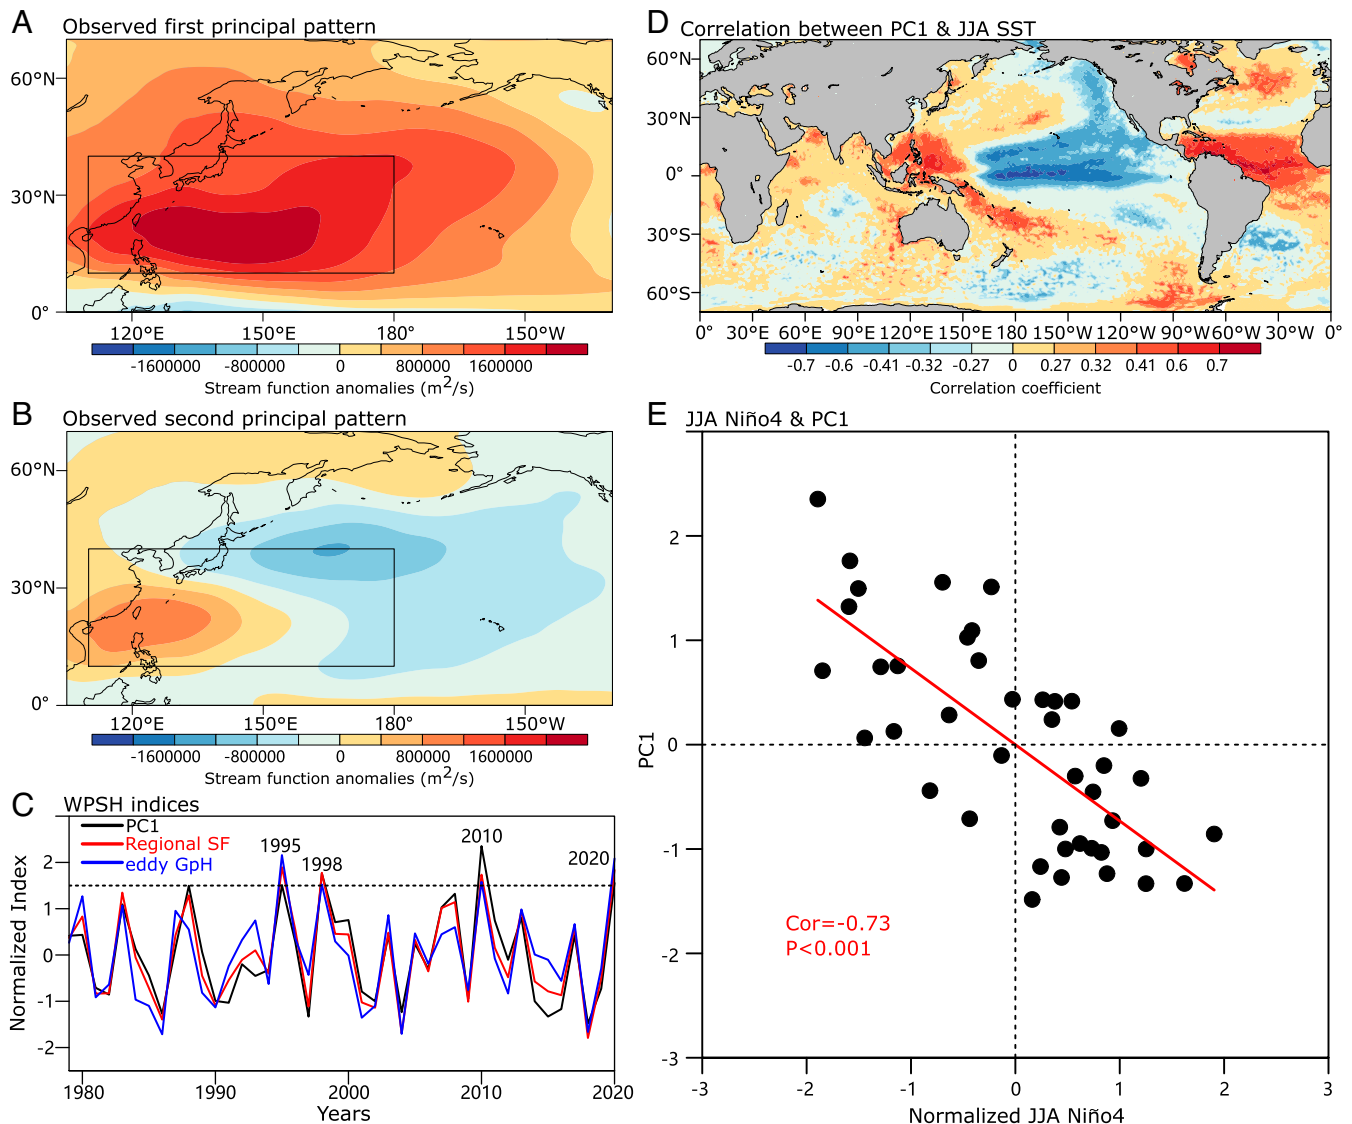 A Observed first principal pattern
60°N
30°N
0°
120°E 150°E 180° 150°W
-1600000 -800000 0 800000 1600000
Stream function anomalies (m²/s)
B Observed second principal pattern
60°N
30°N
0°
120°E 150°E 180° 150°W
-1600000 -800000 0 800000 1600000
Stream function anomalies (m²/s)
C WPSH indices
PC1
Regional SF
eddy GpH
1995
1998
2010
2020
Normalized Index
2
1
0
-1
-2
1980 1990 2000 2010 2020
Years
D Correlation between PC1 & JJA SST
60°N
30°N
0°
30°S
60°S
0° 30°E 60°E 90°E 120°E 150°E 180° 150°W 120°W 90°W 60°W 30°W 0°
-0.7 -0.6 -0.41 -0.32 -0.27 0 0.27 0.32 0.41 0.6 0.7
Correlation coefficient
E JJA Niño4 & PC1
PC1
2
1
0
-1
-2
-3
Cor=-0.73
P<0.001
-3 -2 -1 0 1 2 3
Normalized JJA Niño4